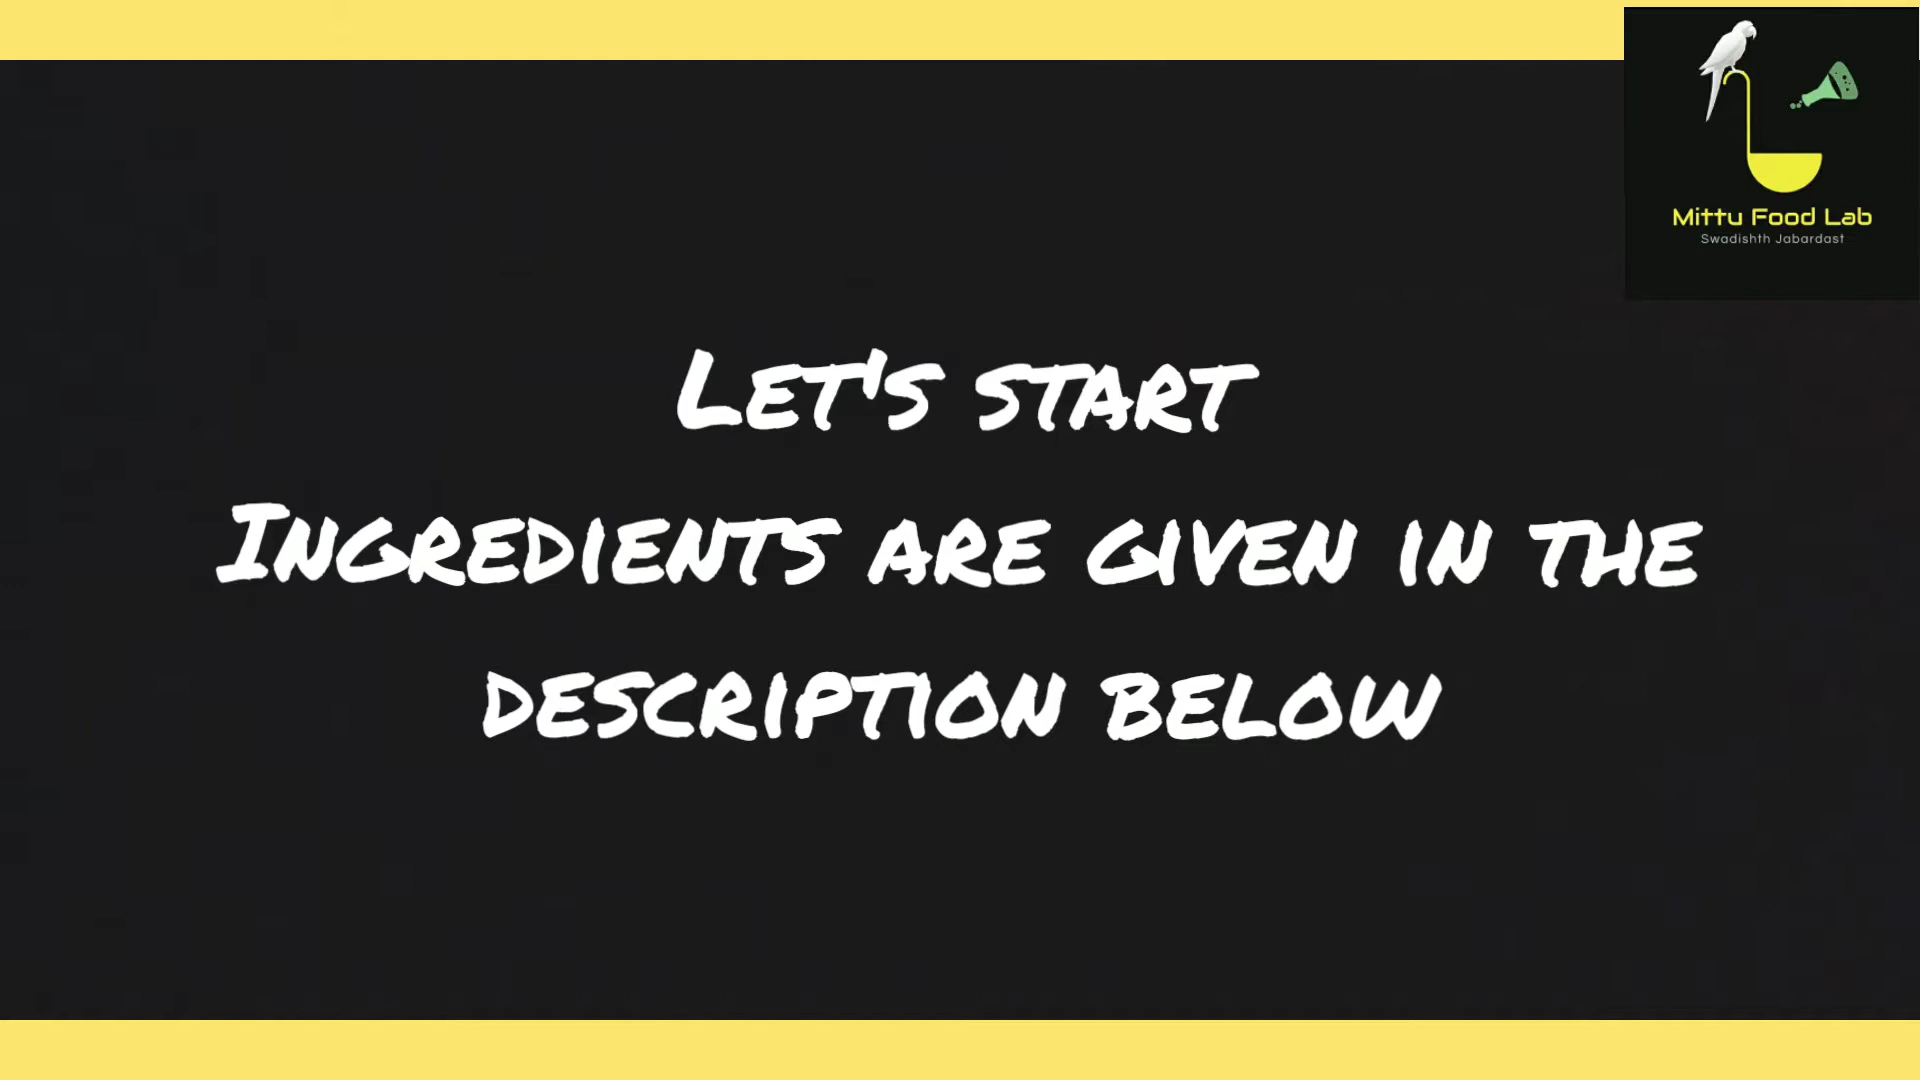 Mittu Food Lab
Swadishth Jabardast
Let's start
Ingredients are given in the
description below